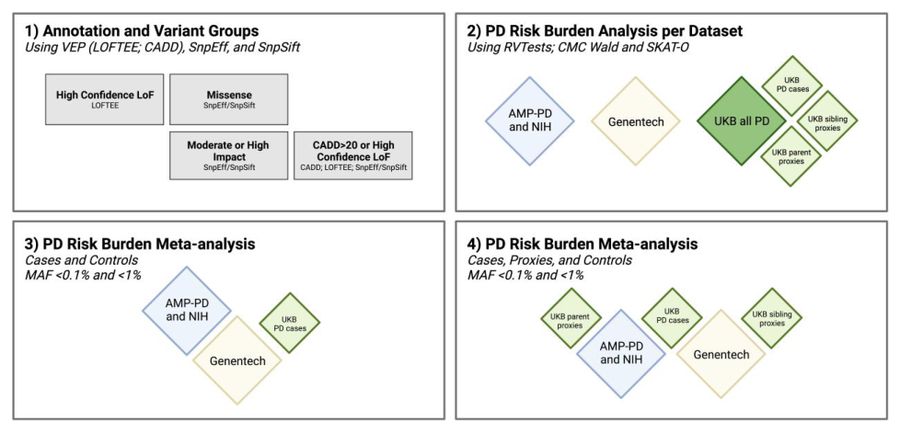 1) Annotation and Variant Groups
Using VEP (LOFTEE; CADD), SnpEff, and SnpSift
High Confidence LoF
LOFTEE
Missense
SnpEff/SnpSift
Moderate or High
Impact
SnpEff/SnpSift
CADD>20 or High
Confidence LoF
CADD; LOFTEE; SnpEff/SnpSift
2) PD Risk Burden Analysis per Dataset
Using RVTests; CMC Wald and SKAT-O
AMP-PD
and NIH
Genentech
UKB all PD
UKB
PD cases
UKB sibling
proxies
UKB parent
proxies
3) PD Risk Burden Meta-analysis
Cases and Controls
MAF <0.1% and <1%
AMP-PD
and NIH
Genentech
UKB
PD cases
4) PD Risk Burden Meta-analysis
Cases, Proxies, and Controls
MAF <0.1% and <1%
UKB parent
proxies
AMP-PD
and NIH
UKB
PD cases
Genentech
UKB sibling
proxies